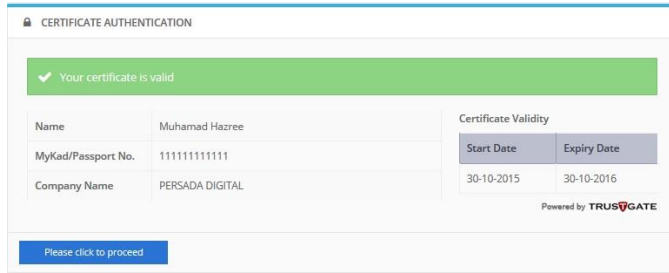 CERTIFICATE AUTHENTICATION
Your certificate is valid
Name Muhamad Hazree
MyKad/Passport No. 111111111111
Company Name PERSADA DIGITAL
Certificate Validity
Start Date Expiry Date
30-10-2015 30-10-2016
Powered by TRUSTGATE
Please click to proceed